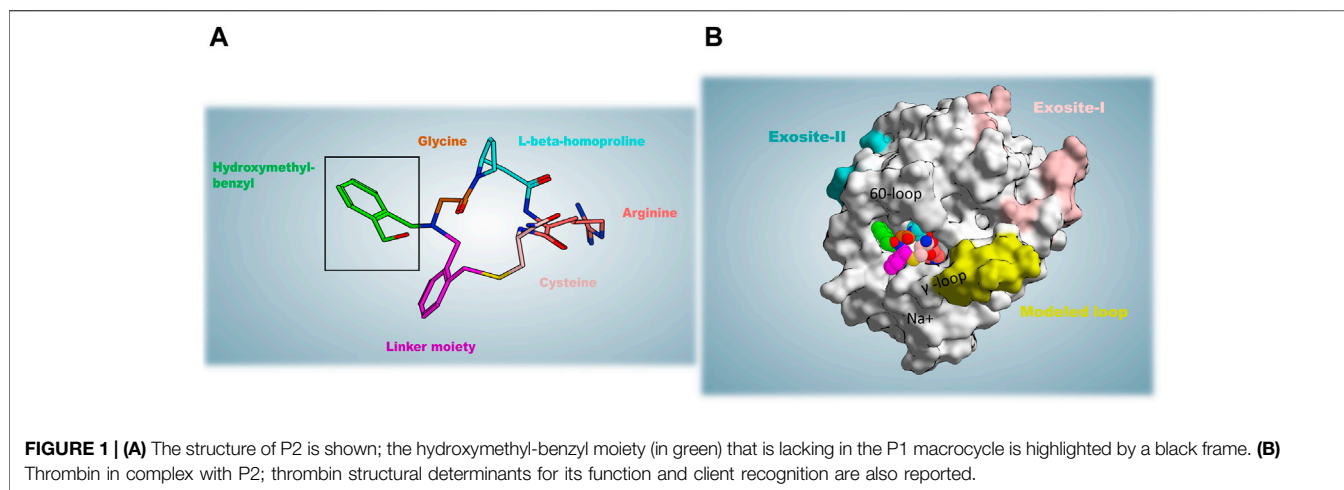 A
B
Glycine
L-beta-homoproline
Hydroxymethyl-
benzyl
Arginine
Cysteine
Linker moiety
Exosite-I
Exosite-II
60-loop
γ-loop
Na+
Modeled loop
FIGURE 1 | (A) The structure of P2 is shown; the hydroxymethyl-benzyl moiety (in green) that is lacking in the P1 macrocycle is highlighted by a black frame. (B)
Thrombin in complex with P2; thrombin structural determinants for its function and client recognition are also reported.